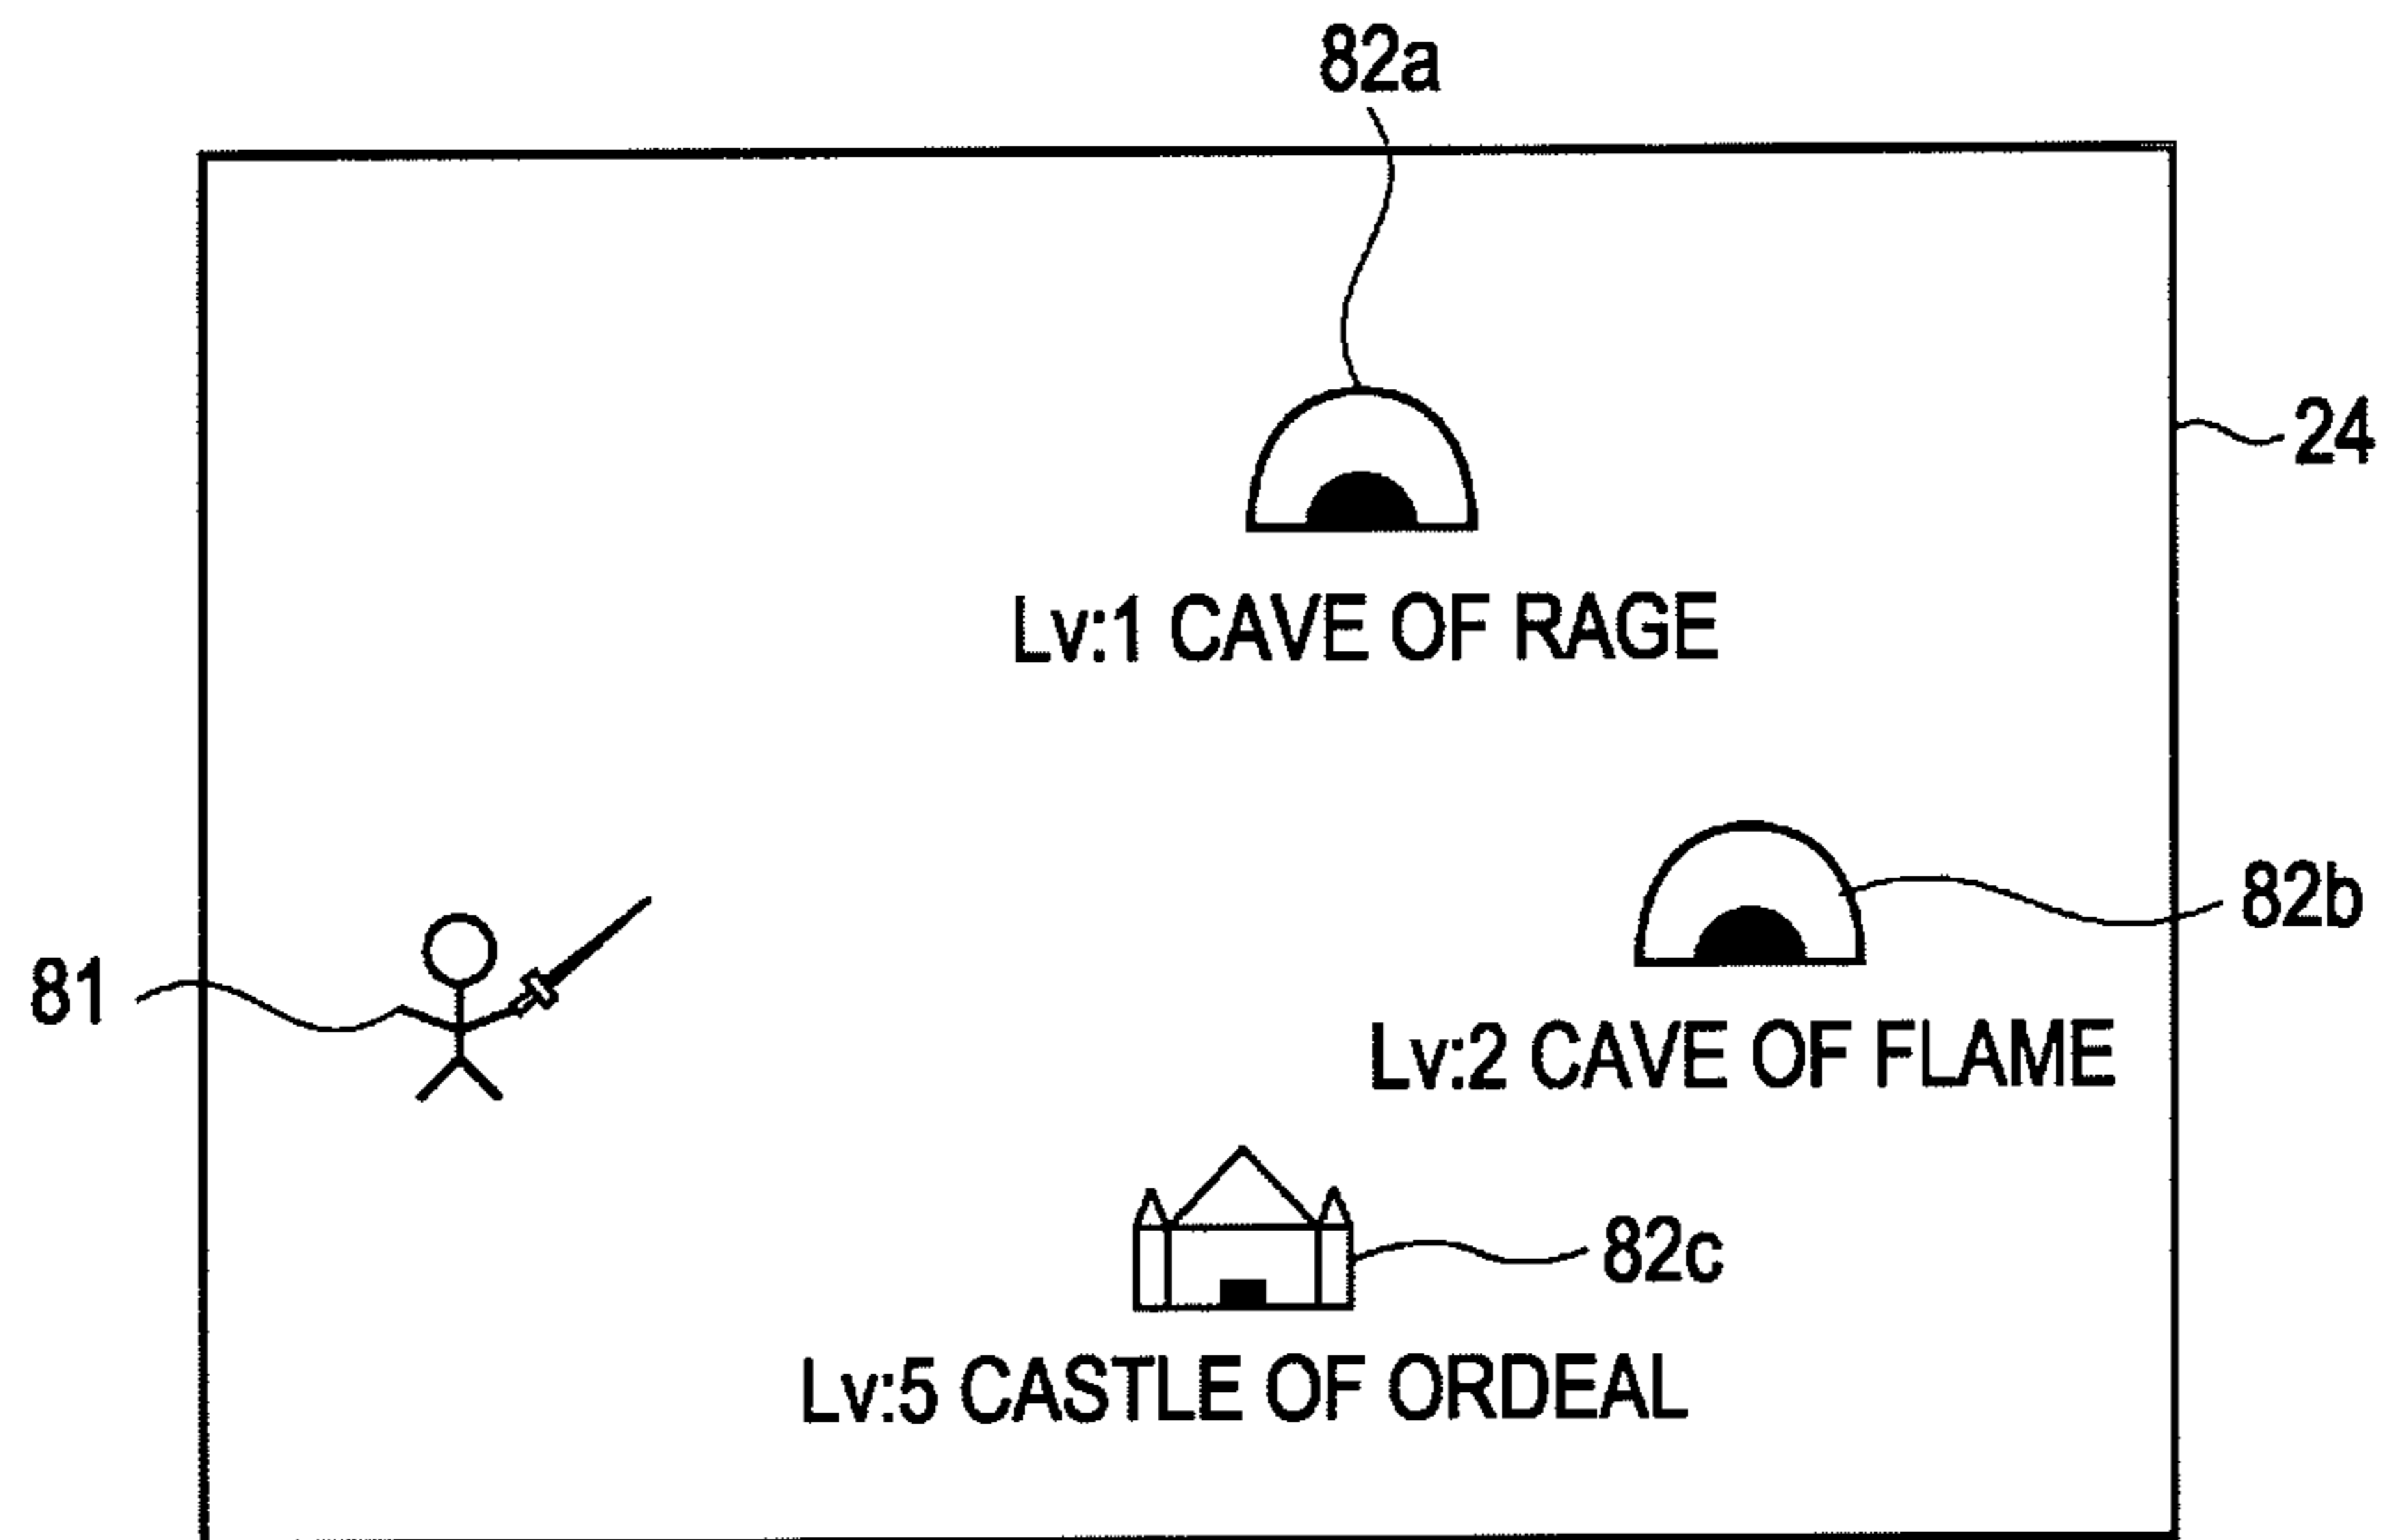 82a
24
Lv:1 CAVE OF RAGE
82b
81
Lv:2 CAVE OF FLAME
82c
Lv:5 CASTLE OF ORDEAL